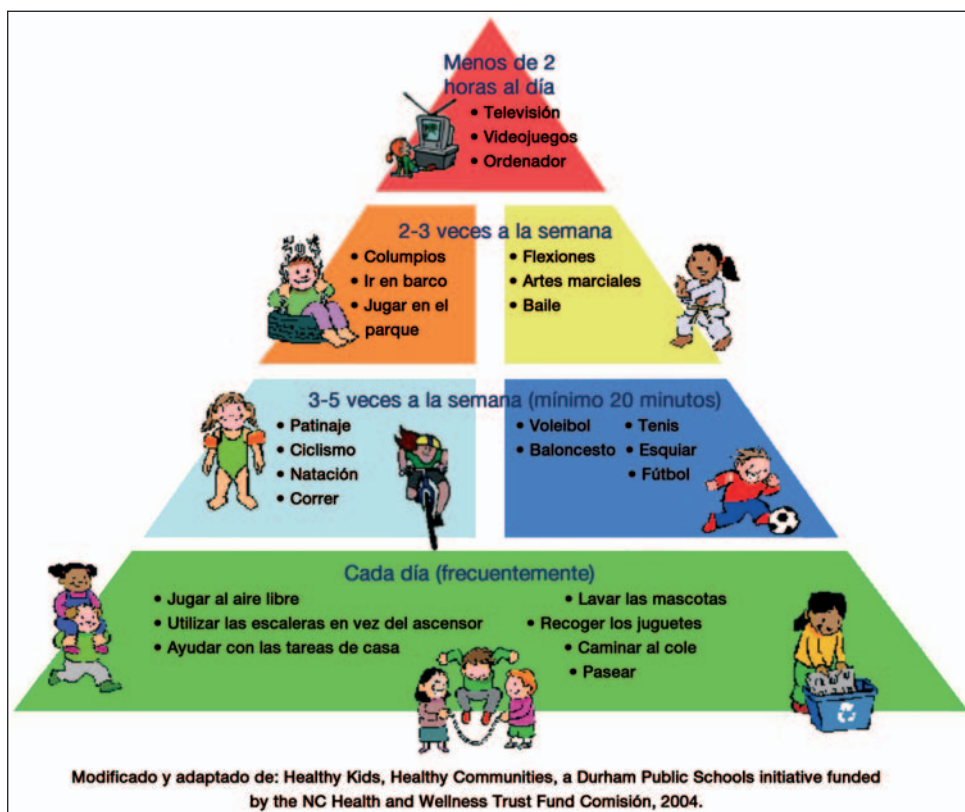 Menos de 2
horas al día
• Televisión
• Videojuegos
• Ordenador
2-3 veces a la semana
• Columpios
• Ir en barco
• Jugar en el
parque
• Flexiones
• Artes marciales
• Baile
3-5 veces a la semana (mínimo 20 minutos)
• Patinaje
• Ciclismo
• Natación
• Correr
• Voleibol
• Baloncesto
• Tenis
• Esquiar
• Fútbol
Cada día (frecuentemente)
• Jugar al aire libre
• Utilizar las escaleras en vez del ascensor
• Ayudar con las tareas de casa
• Lavar las mascotas
• Recoger los juguetes
• Caminar al cole
• Pasear
Modificado y adaptado de: Healthy Kids, Healthy Communities, a Durham Public Schools initiative funded
by the NC Health and Wellness Trust Fund Comisión, 2004.